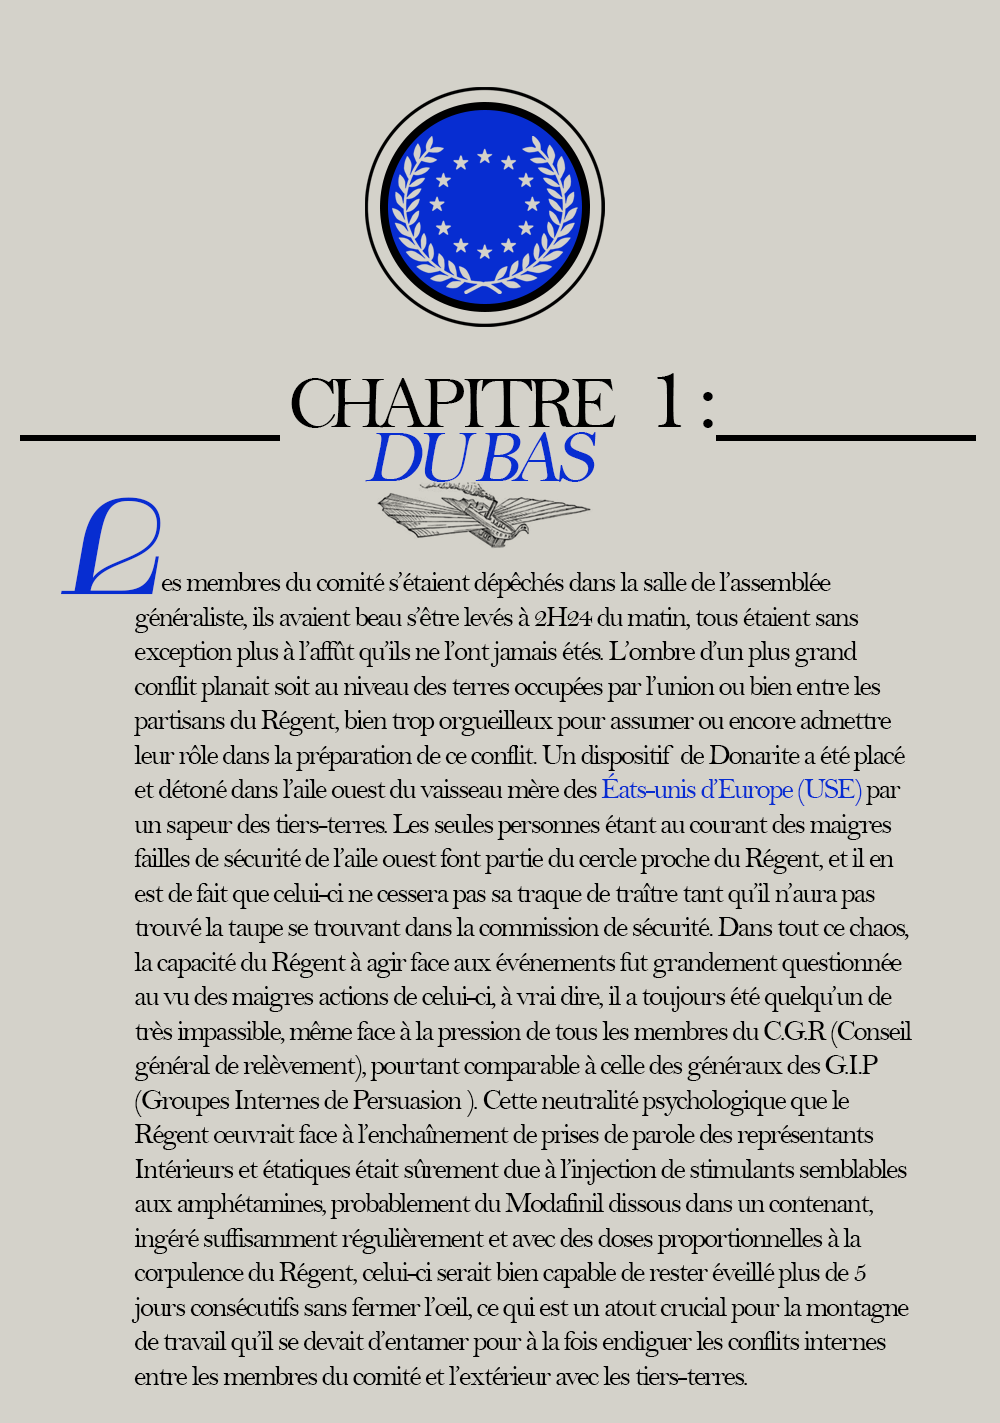 CHAPITRE 1 :
DU BAS
Les membres du comité s’étaient dépêchés dans la salle de l’assemblée
généraliste, ils avaient beau s’être levés à 2H24 du matin, tous étaient sans
exception plus à l’affût qu’ils ne l’ont jamais étés. L’ombre d’un plus grand
conflit planait soit au niveau des terres occupées par l’union ou bien entre les
partisans du Régent, bien trop orgueilleux pour assumer ou encore admettre
leur rôle dans la préparation de ce conflit. Un dispositif de Donarite a été placé
et détoné dans l’aile ouest du vaisseau mère des Éats-unis d’Europe (USE) par
un sapeur des tiers-terres. Les seules personnes étant au courant des maigres
failles de sécurité de l’aile ouest font partie du cercle proche du Régent, et il en
est de fait que celui-ci ne cessera pas sa traque de traître tant qu’il n’aura pas
trouvé la taupe se trouvant dans la commission de sécurité. Dans tout ce chaos,
la capacité du Régent à agir face aux événements fut grandement questionnée
au vu des maigres actions de celui-ci, à vrai dire, il a toujours été quelqu’un de
très impassible, même face à la pression de tous les membres du C.G.R (Conseil
général de relèvement), pourtant comparable à celle des généraux des G.I.P
(Groupes Internes de Persuasion ). Cette neutralité psychologique que le
Régent œuvrait face à l’enchaînement de prises de parole des représentants
Intérieurs et étatiques était sûrement due à l’injection de stimulants semblables
aux amphétamines, probablement du Modafinil dissous dans un contenant,
ingéré suffisamment régulièrement et avec des doses proportionnelles à la
corpulence du Régent, celui-ci serait bien capable de rester éveillé plus de 5
jours consécutifs sans fermer l’œil, ce qui est un atout crucial pour la montagne
de travail qu’il se devait d’entamer pour à la fois endiguer les conflits internes
entre les membres du comité et l’extérieur avec les tiers-terres.